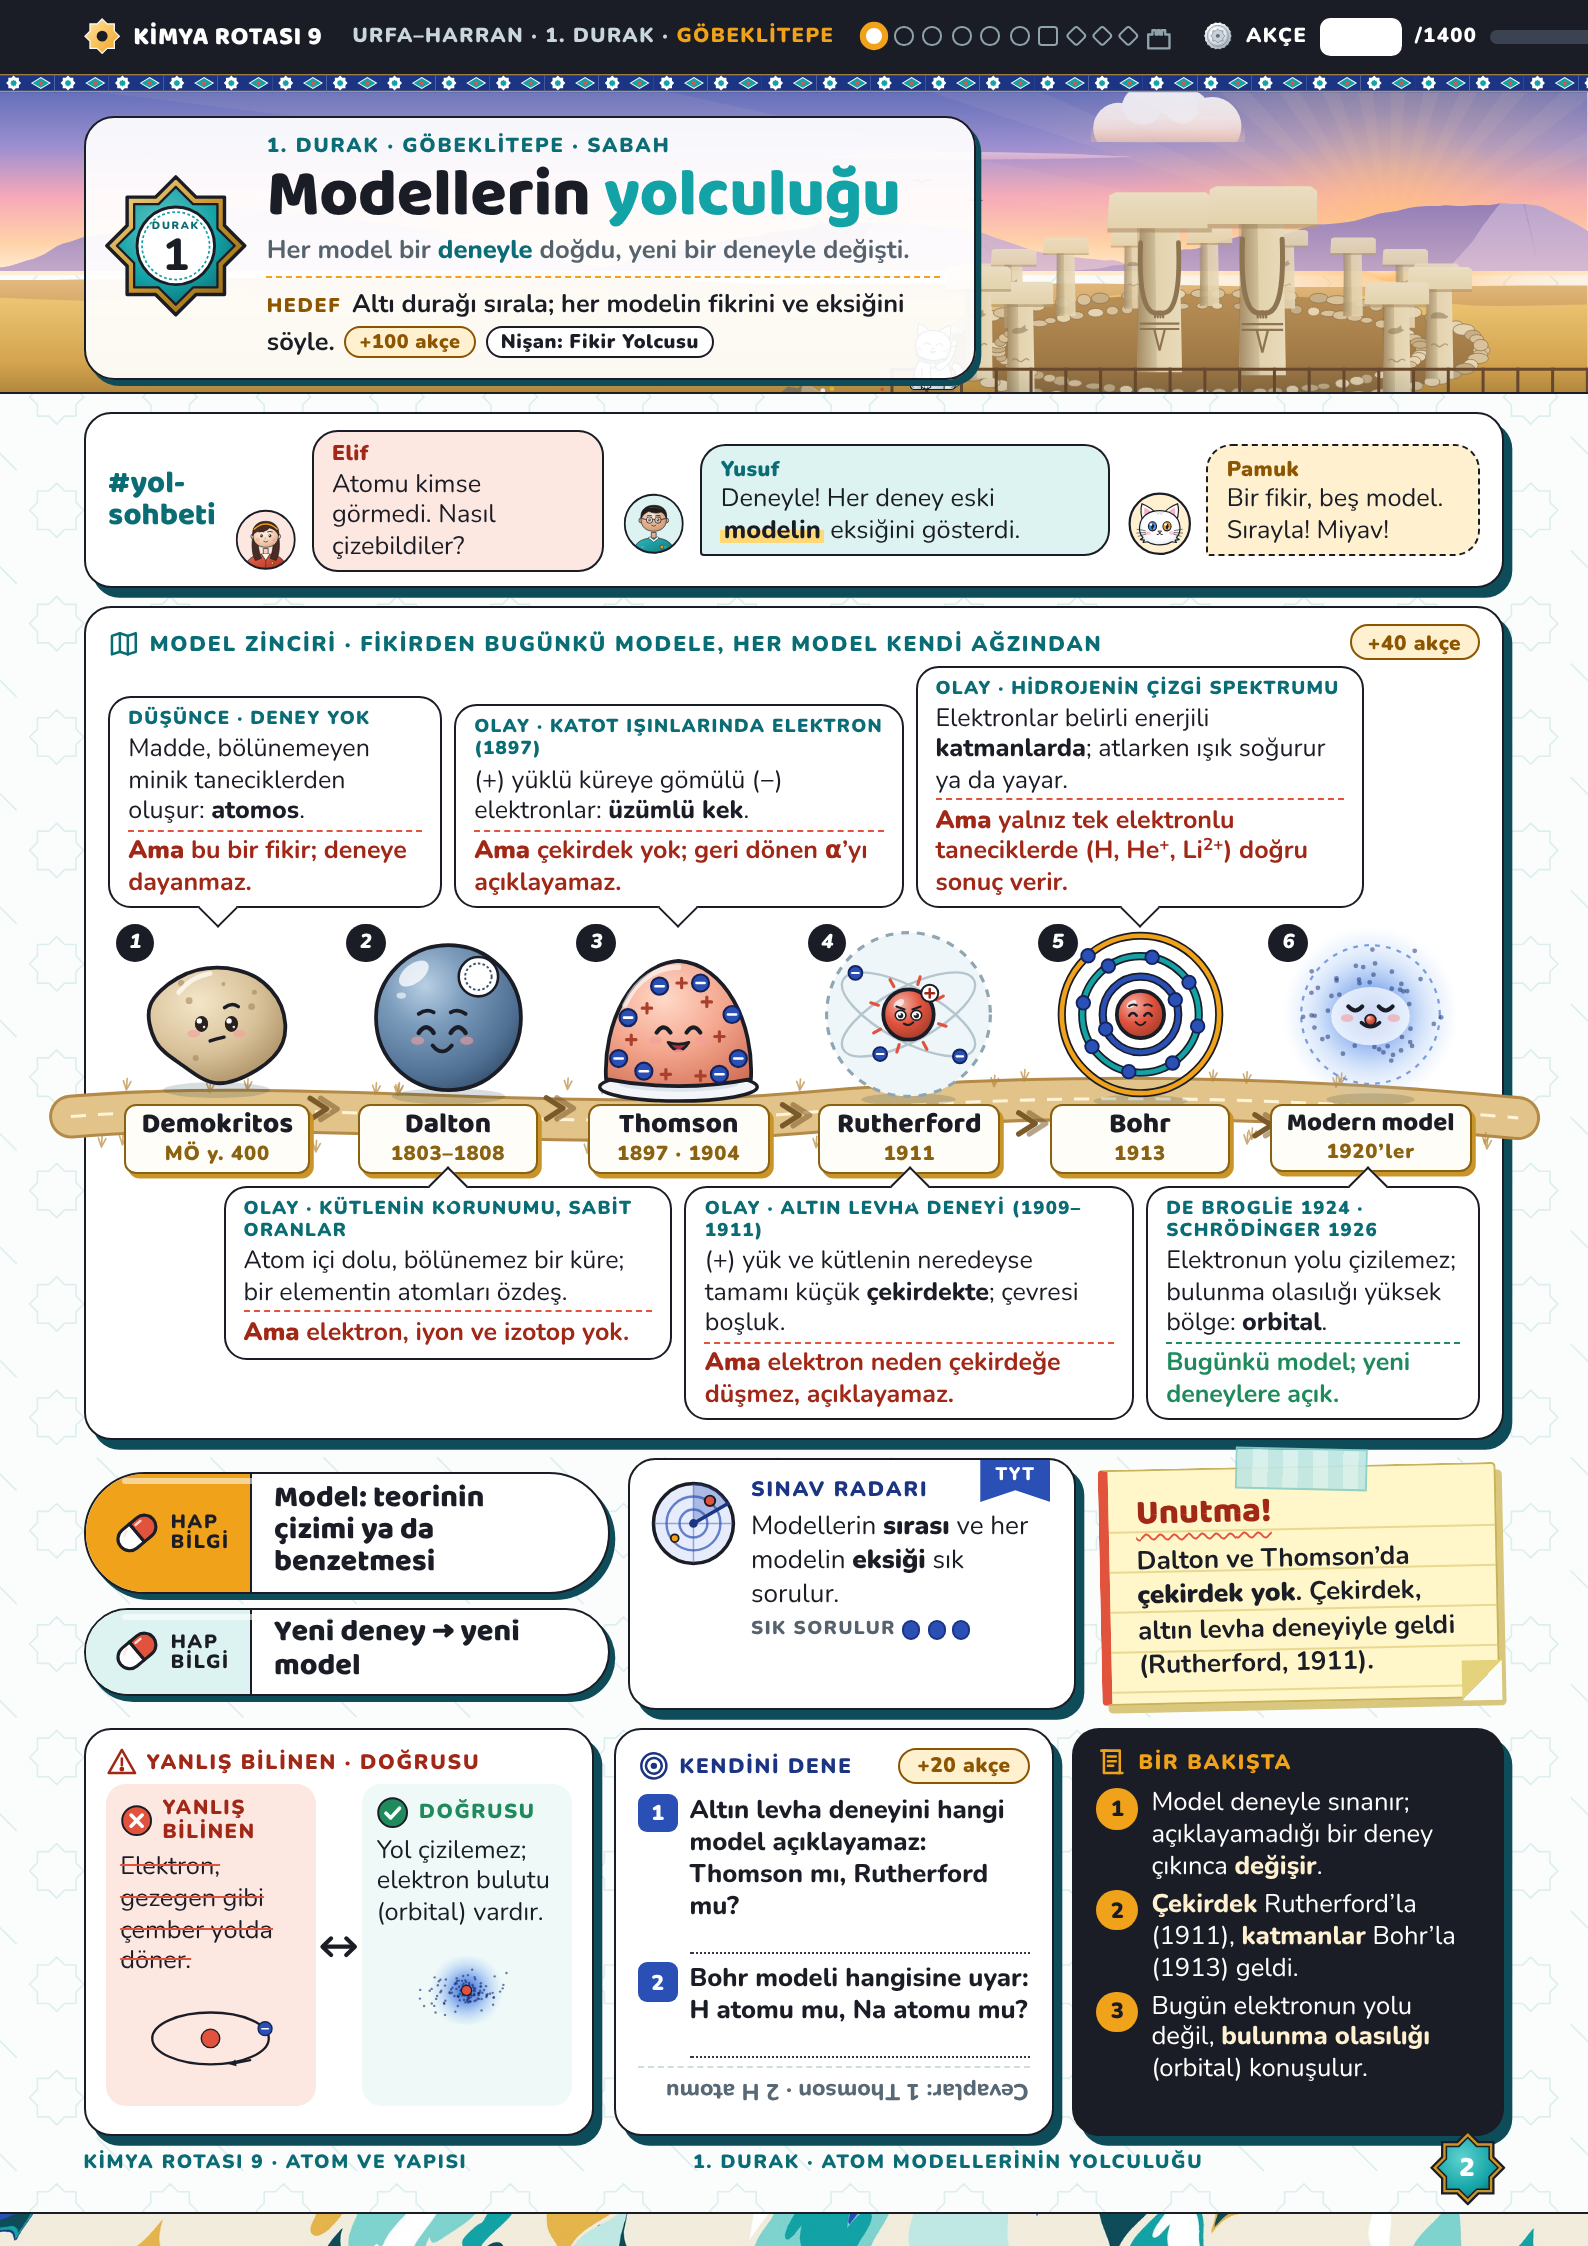 KİMYA ROTASI 9 URFA–HARRAN · 1. DURAK · GÖBEKLİTEPE AKÇE /1400
1. DURAK · GÖBEKLİTEPE · SABAH
Modellerin yolculuğu
DURAK
1
Her model bir deneyle doğdu, yeni bir deneyle değişti.
HEDEF Altı durağı sırala; her modelin fikrini ve eksiğini
söyle. +100 akçe Nişan: Fikir Yolcusu
#yol-
sohbeti
Elif
Atomu kimse
görmedi. Nasıl
çizebildiler?
Yusuf
Deneyle! Her deney eski
modelin eksiğini gösterdi.
Pamuk
Bir fikir, beş model.
Sırayla! Miyav!
MODEL ZİNCİRİ · FİKİRDEN BUGÜNKÜ MODELE, HER MODEL KENDİ AĞZINDAN
+40 akçe
DÜŞÜNCE · DENEY YOK
Madde, bölünemeyen
minik taneciklerden
oluşur: atomos.
Ama bu bir fikir; deneye
dayanmaz.
OLAY · KATOT IŞINLARINDA ELEKTRON
(1897)
(+) yüklü küreye gömülü (−)
elektronlar: üzümlü kek.
Ama çekirdek yok; geri dönen α’yı
açıklayamaz.
OLAY · HİDROJENİN ÇİZGİ SPEKTRUMU
Elektronlar belirli enerjili
katmanlarda; atlarken ışık soğurur
ya da yayar.
Ama yalnız tek elektronlu
taneciklerde (H, He⁺, Li²⁺) doğru
sonuç verir.
1
2
3
4
5
6
Demokritos
MÖ y. 400
Dalton
1803–1808
Thomson
1897 · 1904
Rutherford
1911
Bohr
1913
Modern model
1920’ler
OLAY · KÜTLENİN KORUNUMU, SABİT
ORANLAR
Atom içi dolu, bölünemez bir küre;
bir elementin atomları özdeş.
Ama elektron, iyon ve izotop yok.
OLAY · ALTIN LEVHA DENEYİ (1909–
1911)
(+) yük ve kütlenin neredeyse
tamamı küçük çekirdekte; çevresi
boşluk.
Ama elektron neden çekirdeğe
düşmez, açıklayamaz.
DE BROGLİE 1924 ·
SCHRÖDİNGER 1926
Elektronun yolu çizilemez;
bulunma olasılığı yüksek
bölge: orbital.
Bugünkü model; yeni
deneylere açık.
HAP
BİLGİ
Model: teorinin
çizimi ya da
benzetmesi
HAP
BİLGİ
Yeni deney → yeni
model
SINAV RADARI
TYT
Modellerin sırası ve her
modelin eksiği sık
sorulur.
SIK SORULUR
Unutma!
Dalton ve Thomson’da
çekirdek yok. Çekirdek,
altın levha deneyiyle geldi
(Rutherford, 1911).
YANLIŞ BİLİNEN · DOĞRUSU
YANLIŞ
BİLİNEN
Elektron,
gezegen gibi
çember yolda
döner.
DOĞRUSU
Yol çizilemez;
elektron bulutu
(orbital) vardır.
KENDİNİ DENE
+20 akçe
1 Altın levha deneyini hangi
model açıklayamaz:
Thomson mı, Rutherford
mu?
2 Bohr modeli hangisine uyar:
H atomu mu, Na atomu mu?
Cevaplar: 1 Thomson · 2 H atomu
BİR BAKIŞTA
1 Model deneyle sınanır;
açıklayamadığı bir deney
çıkınca değişir.
2 Çekirdek Rutherford’la
(1911), katmanlar Bohr’la
(1913) geldi.
3 Bugün elektronun yolu
değil, bulunma olasılığı
(orbital) konuşulur.
KİMYA ROTASI 9 · ATOM VE YAPISI
1. DURAK · ATOM MODELLERİNİN YOLCULUĞU
2